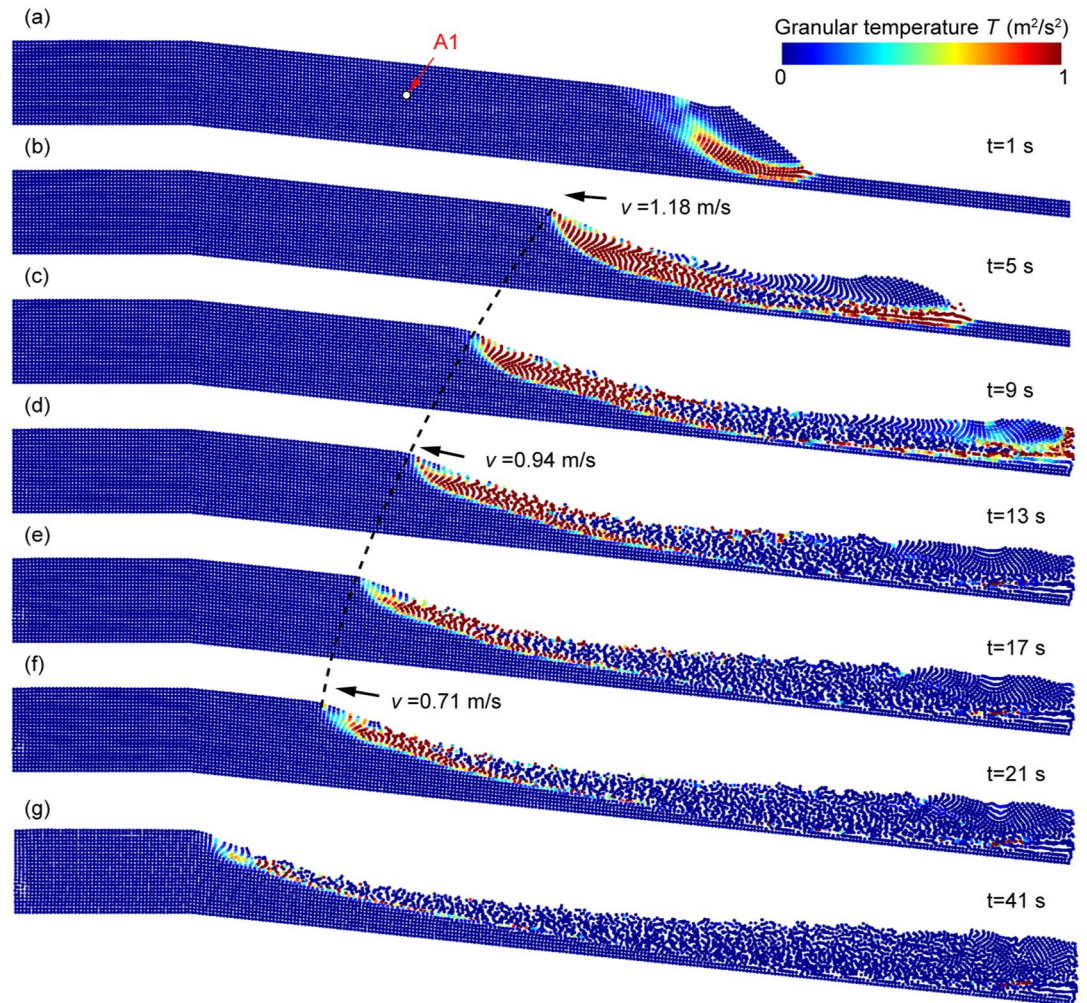 (a)
Granular temperature T (m²/s²)
0 1
A1
t=1 s
(b)
v =1.18 m/s
t=5 s
(c)
t=9 s
(d)
v=0.94 m/s
t=13 s
(e)
t=17 s
(f)
v=0.71 m/s
t=21 s
(g)
t=41 s